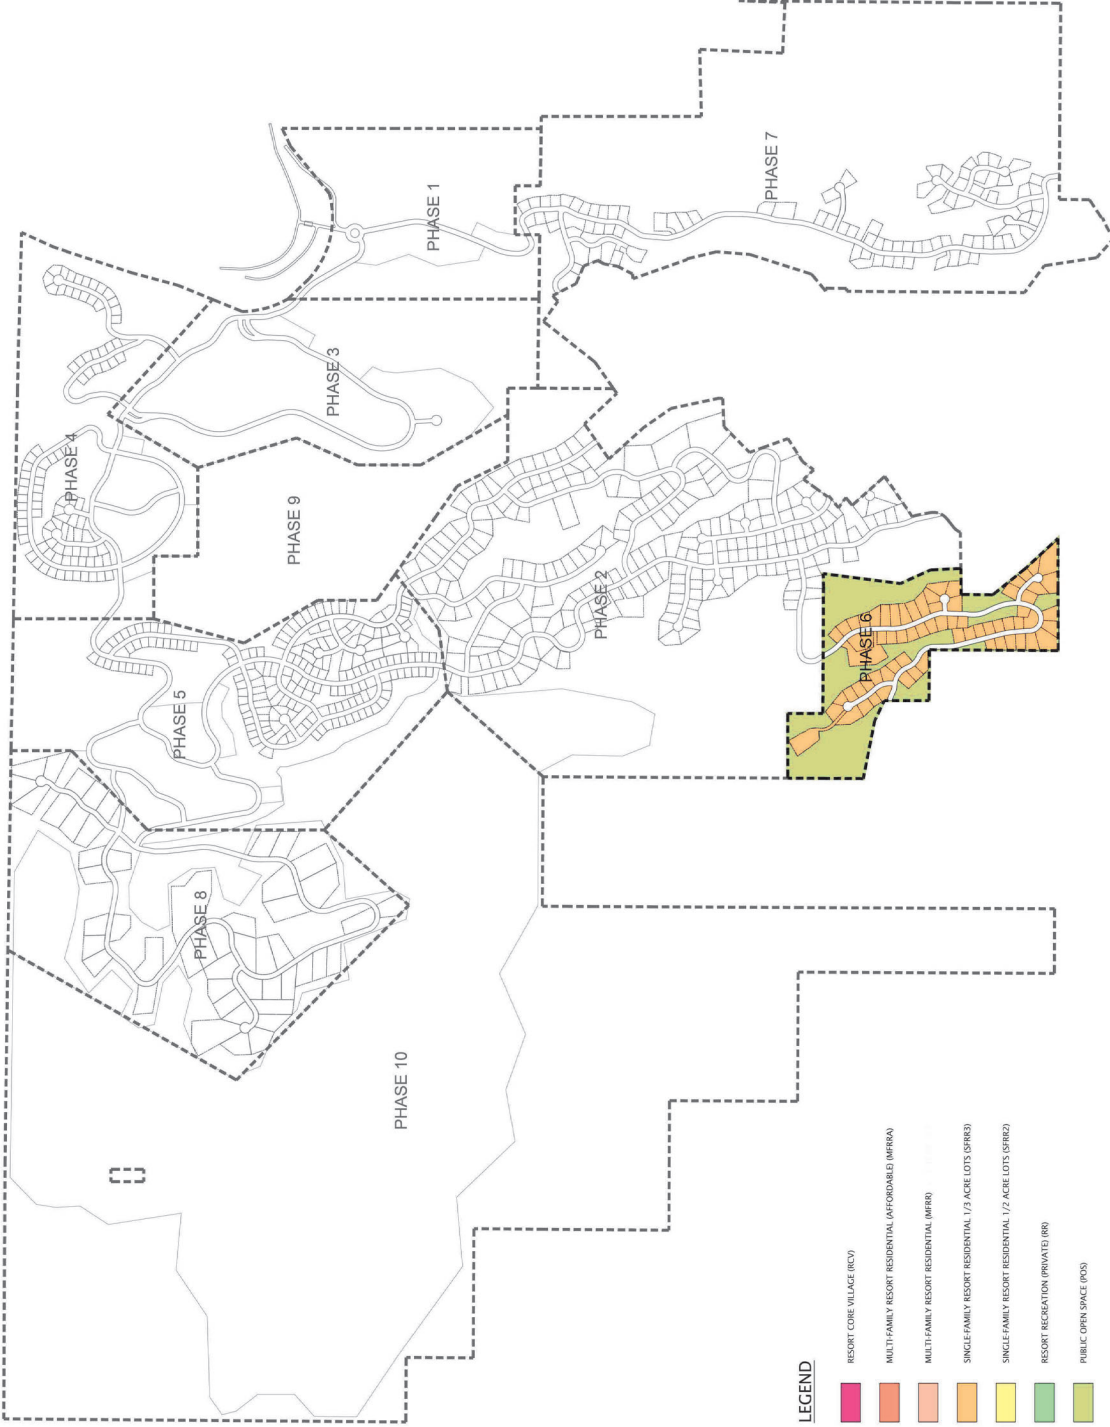 PHASE 1
PHASE 7
PHASE 3
PHASE 4
PHASE 9
PHASE 2
PHASE 6
PHASE 5
PHASE 8
PHASE 10
LEGEND
RESORT CORE VILLAGE (RCV)
MULTI-FAMILY RESORT RESIDENTIAL (AFFORDABLE) (MFRRA)
MULTI-FAMILY RESORT RESIDENTIAL (MFRR)
SINGLE-FAMILY RESORT RESIDENTIAL 1/3 ACRE LOTS (SFRR3)
SINGLE-FAMILY RESORT RESIDENTIAL 1/2 ACRE LOTS (SFRR2)
RESORT RECREATION (PRIVATE) (RR)
PUBLIC OPEN SPACE (POS)